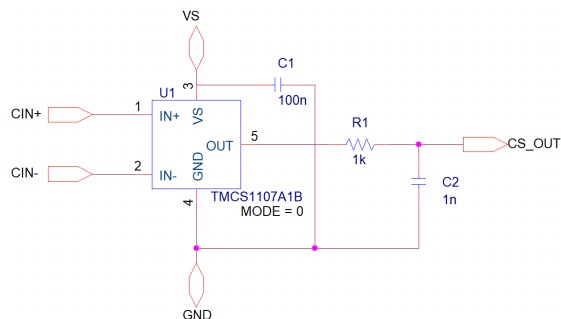 VS
C1
100n
3
U1
CIN+
1
IN+
VS
5
OUT
R1
1k
CS_OUT
CIN-
2
IN-
GND
C2
1n
4
TMCS1107A1B
MODE = 0
GND